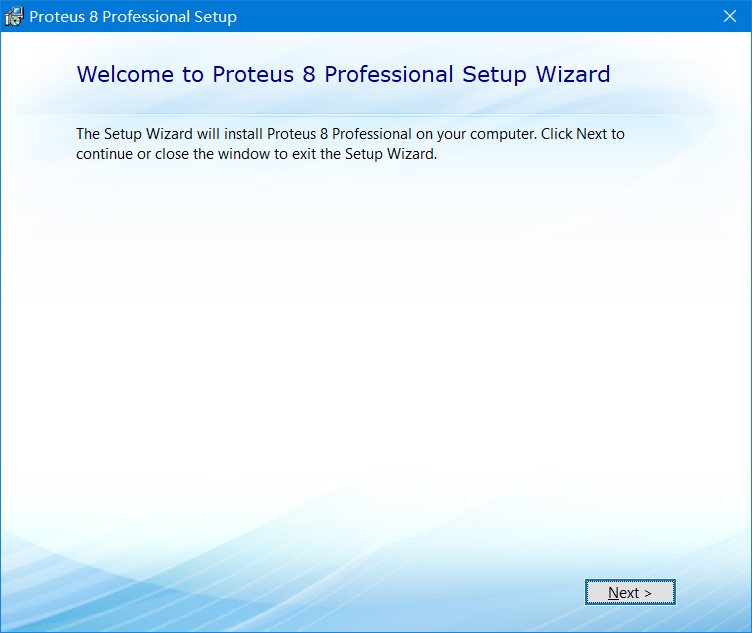 Proteus 8 Professional Setup
Welcome to Proteus 8 Professional Setup Wizard
The Setup Wizard will install Proteus 8 Professional on your computer. Click Next to
continue or close the window to exit the Setup Wizard.
Next >